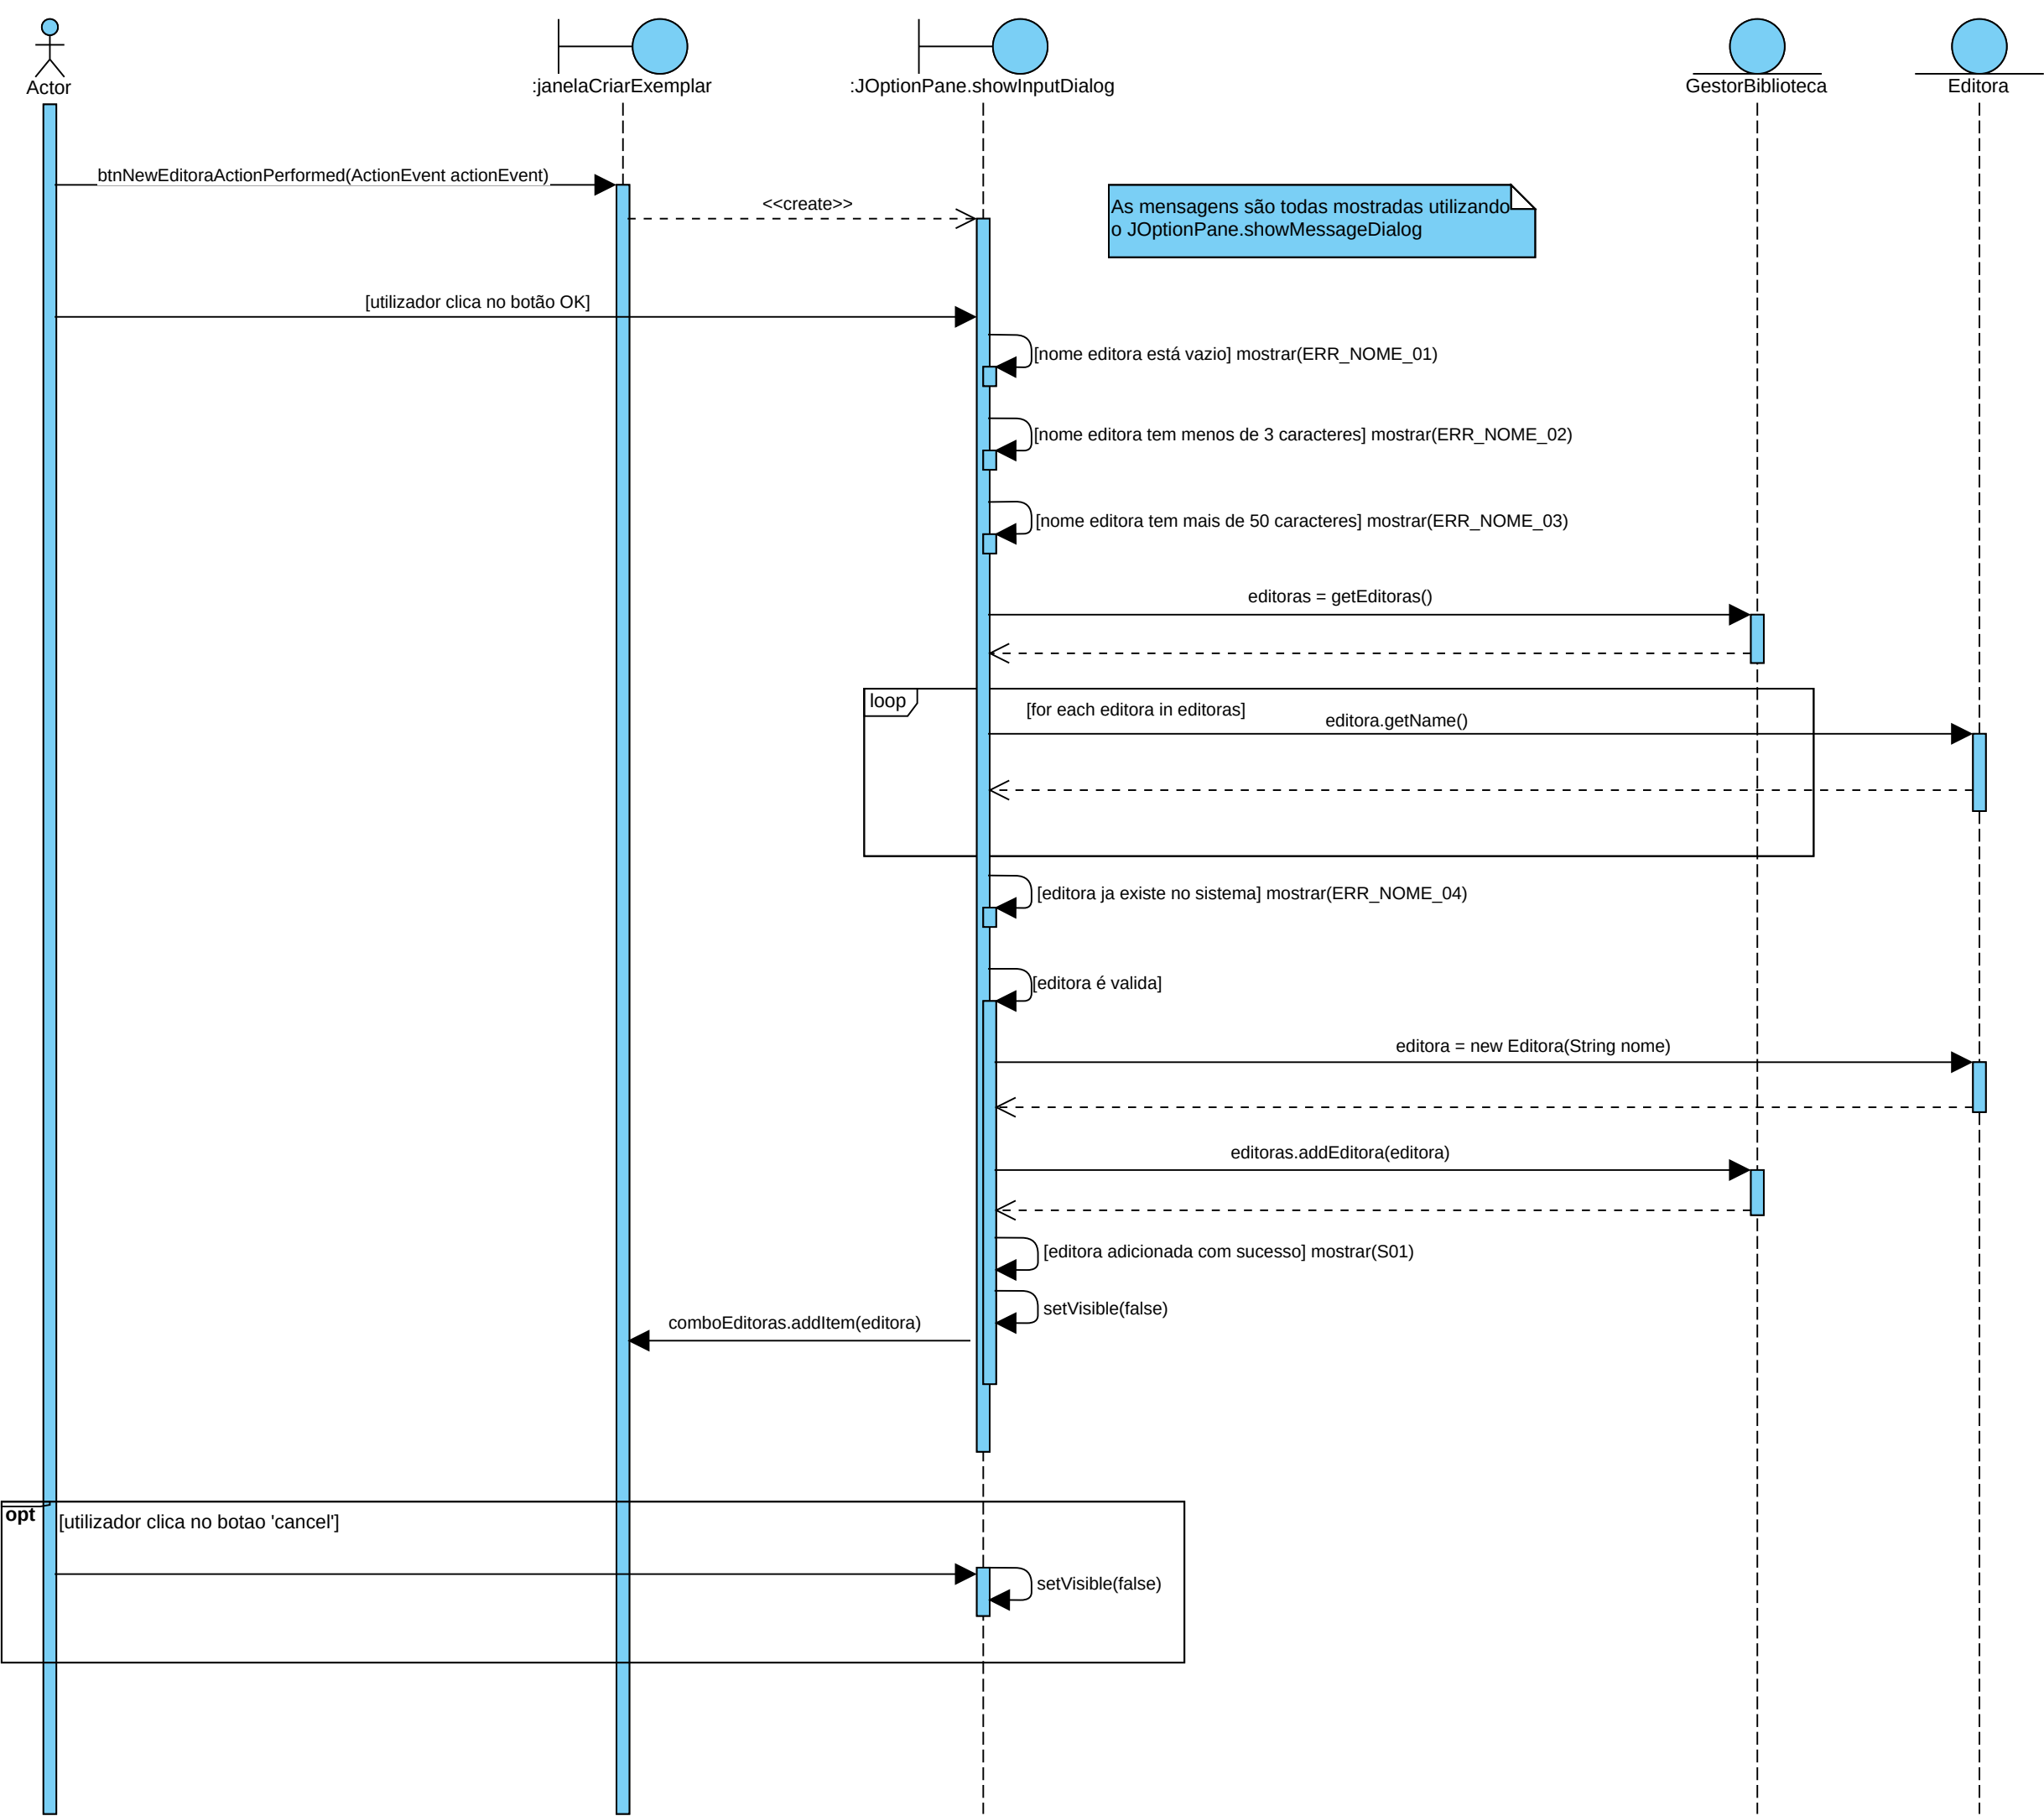 Actor
:janelaCriarExemplar
:JOptionPane.showInputDialog
GestorBiblioteca
Editora
btnNewEditoraActionPerformed(ActionEvent actionEvent)
<<create>>
As mensagens são todas mostradas utilizando
o JOptionPane.showMessageDialog
[utilizador clica no botão OK]
[nome editora está vazio] mostrar(ERR_NOME_01)
[nome editora tem menos de 3 caracteres] mostrar(ERR_NOME_02)
[nome editora tem mais de 50 caracteres] mostrar(ERR_NOME_03)
editoras = getEditoras()
loop
[for each editora in editoras]
editora.getName()
[editora ja existe no sistema] mostrar(ERR_NOME_04)
[editora é valida]
editora = new Editora(String nome)
editoras.addEditora(editora)
[editora adicionada com sucesso] mostrar(S01)
setVisible(false)
comboEditoras.addItem(editora)
opt
[utilizador clica no botao 'cancel']
setVisible(false)